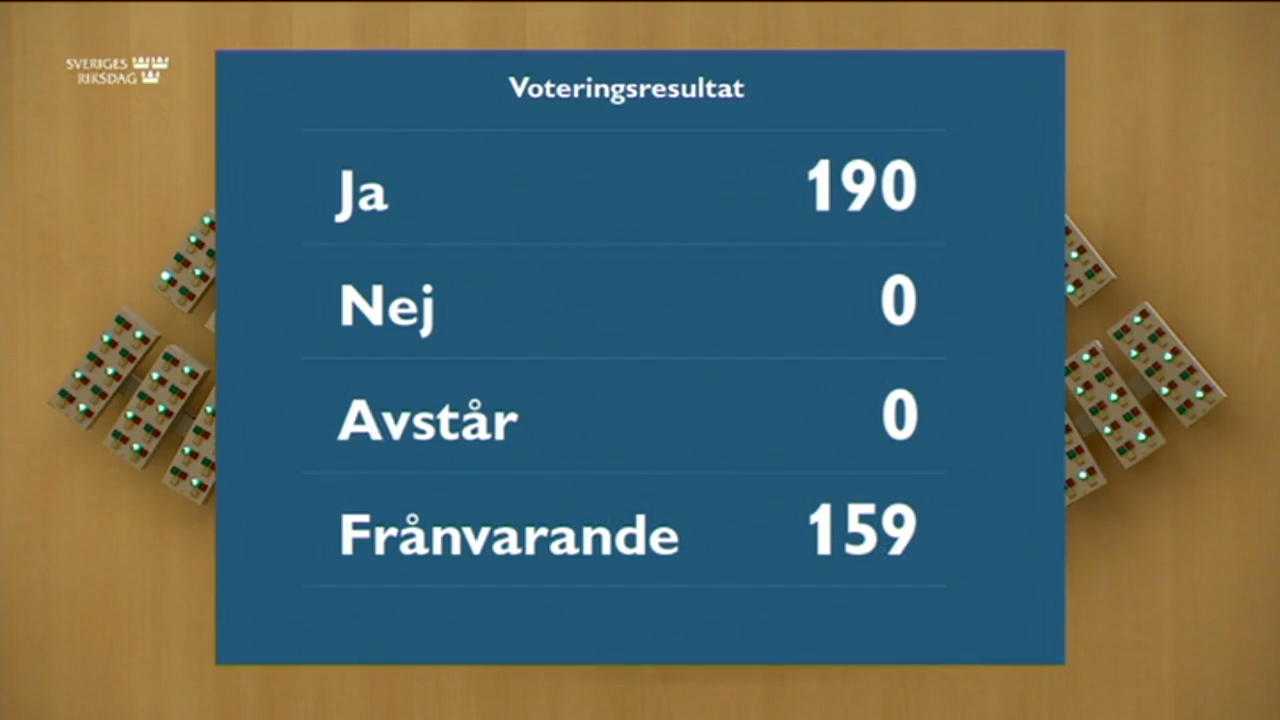 SVERIGES
RIKSDAG
Voteringsresultat
Ja 190
Nej 0
Avstår 0
Frånvarande 159